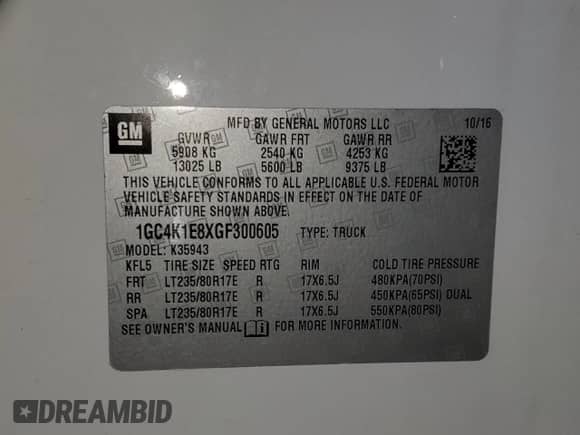 GM
MFD BY GENERAL MOTORS LLC 10/16
GVWR GAWR FRT GAWR RR
5908 KG 2540 KG 4253 KG
13025 LB 5600 LB 9375 LB
THIS VEHICLE CONFORMS TO ALL APPLICABLE U.S. FEDERAL MOTOR
VEHICLE SAFETY STANDARDS IN EFFECT ON THE DATE OF
MANUFACTURE SHOWN ABOVE.
1GC4K1E8XGF300605 TYPE: TRUCK
MODEL: K35943
KFL5 TIRE SIZE SPEED RTG RIM COLD TIRE PRESSURE
FRT LT235/80R17E R 17X6.5J 480KPA(70PSI)
RR LT235/80R17E R 17X6.5J 450KPA(65PSI) DUAL
SPA LT235/80R17E R 17X6.5J 550KPA(80PSI)
SEE OWNER'S MANUAL FOR MORE INFORMATION.
DREAMBID